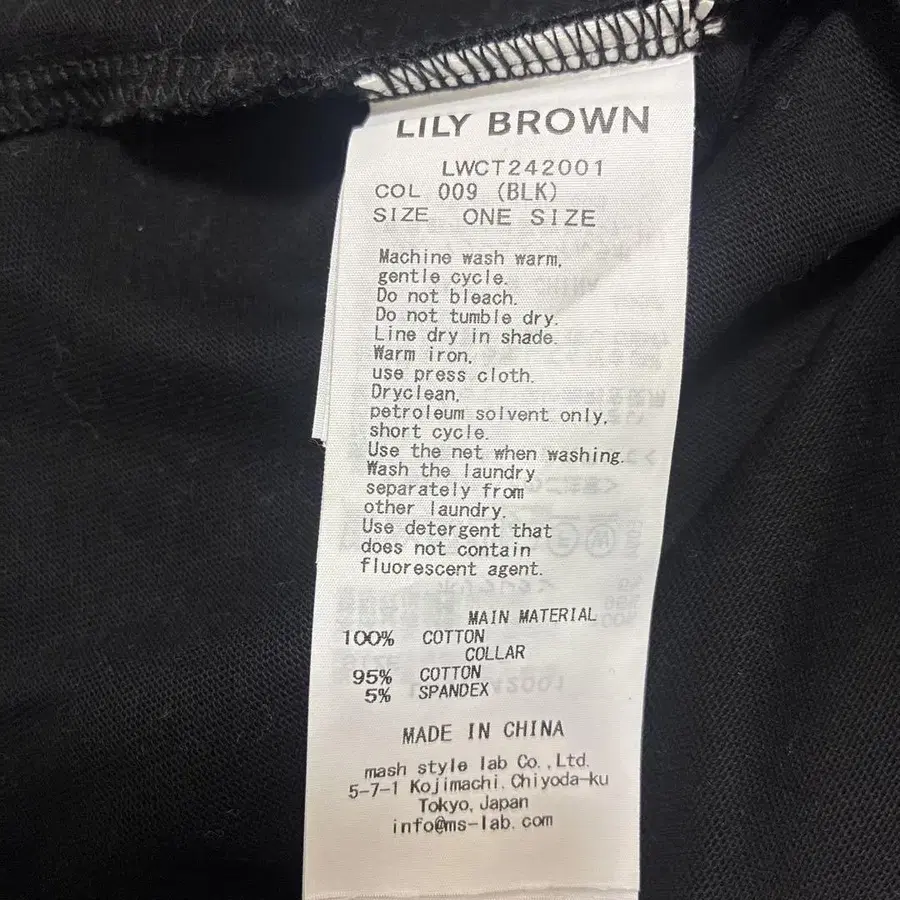 LILY BROWN
LWCT242001
COL 009 (BLK)
SIZE ONE SIZE
Machine wash warm,
gentle cycle.
Do not bleach.
Do not tumble dry.
Line dry in shade.
Warm iron,
use press cloth.
Dryclean,
petroleum solvent only,
short cycle.
Use the net when washing.
Wash the laundry
separately from
other laundry.
Use detergent that
does not contain
fluorescent agent.
MAIN MATERIAL
100% COTTON
COLLAR
95% COTTON
5% SPANDEX
MADE IN CHINA
mash style lab Co.,Ltd.
5-7-1 Kojimachi, Chiyoda-ku
Tokyo, Japan
info@ms-lab.com